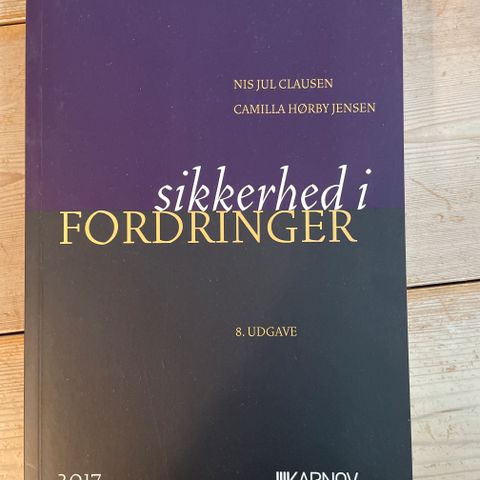 NIS JUL CLAUSEN
CAMILLA HØRBY JENSEN
sikkerhed i
FORDRINGER
8. UDGAVE
2017
KARNOV